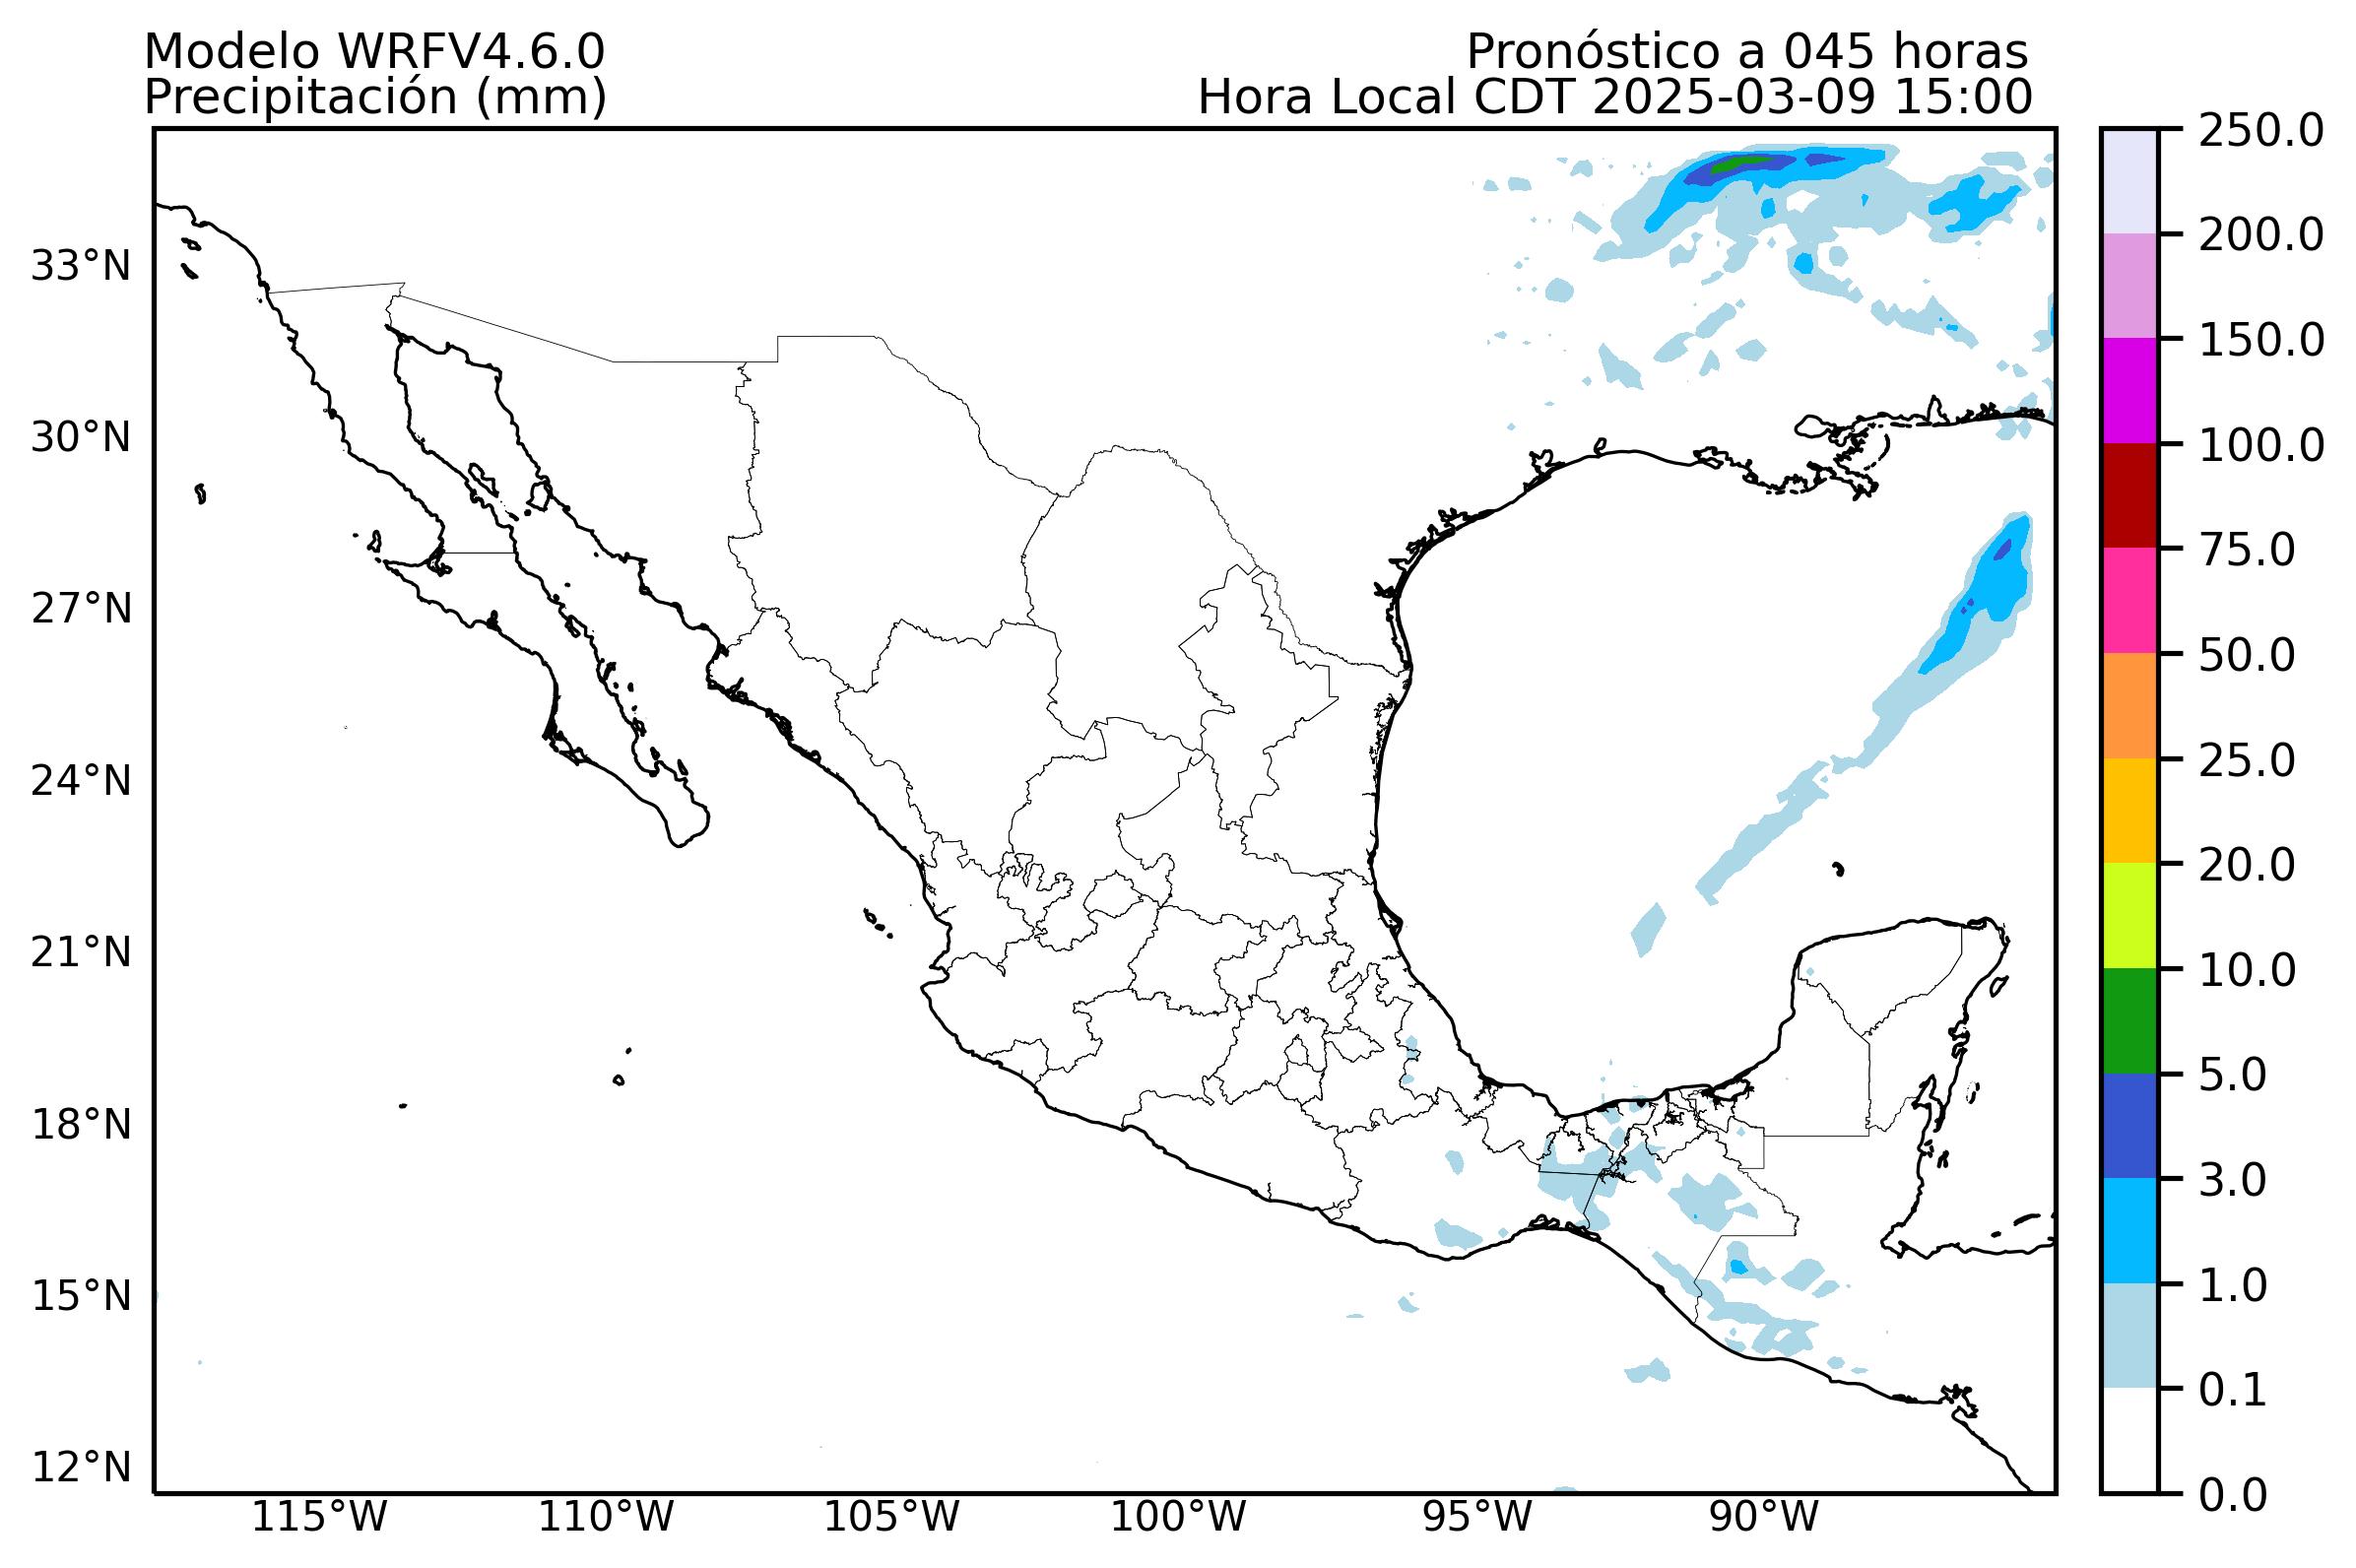 Modelo WRFV4.6.0
Pronóstico a 045 horas
Precipitación (mm)
Hora Local CDT 2025-03-09 15:00
33°N
30°N
27°N
24°N
21°N
18°N
15°N
12°N
115°W
110°W
105°W
100°W
95°W
90°W
250.0
200.0
150.0
100.0
75.0
50.0
25.0
20.0
10.0
5.0
3.0
1.0
0.1
0.0